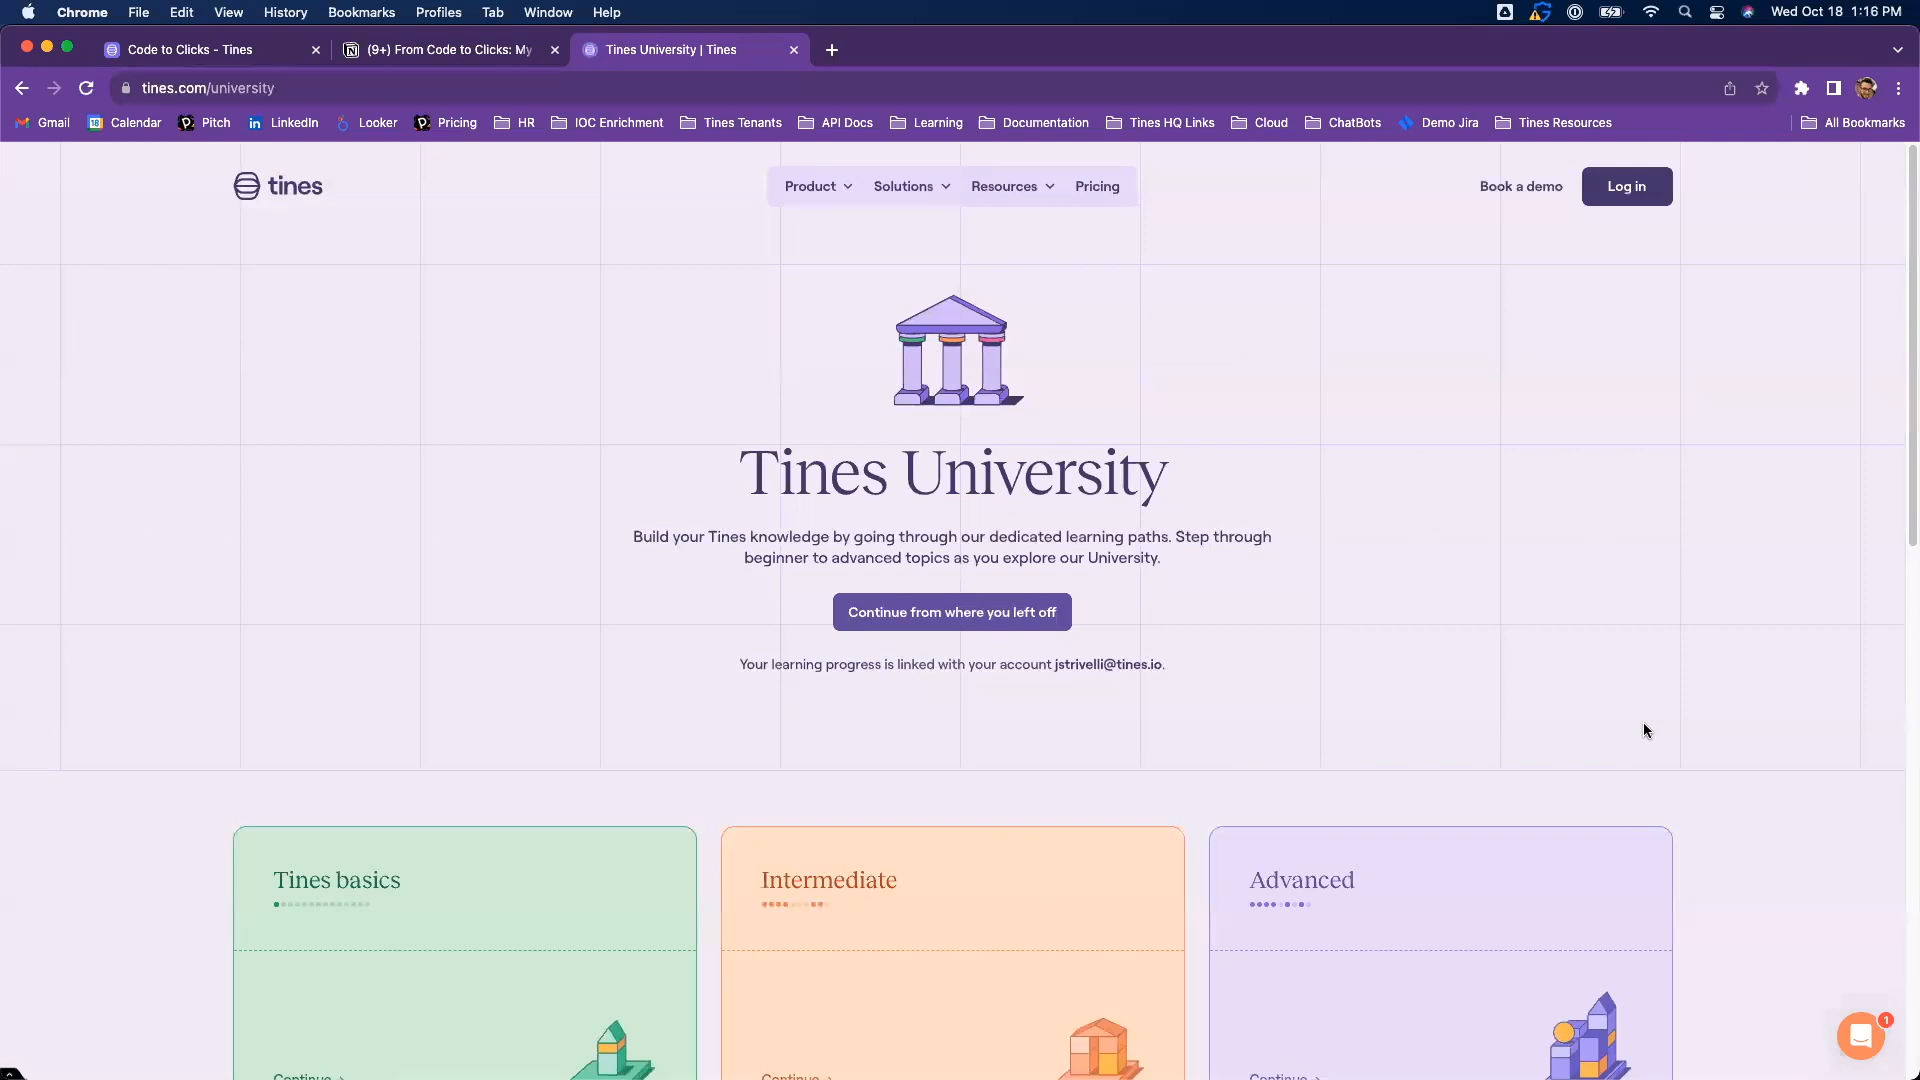 Chrome File Edit View History Bookmarks Profiles Tab Window Help Wed Oct 18 1:16 PM
Code to Clicks - Tines (9+) From Code to Clicks: My Tines University | Tines
tines.com/university
Gmail 18 Calendar Pitch LinkedIn Looker Pricing HR IOC Enrichment Tines Tenants API Docs Learning Documentation Tines HQ Links Cloud ChatBots Demo Jira Tines Resources All Bookmarks
tines Product Solutions Resources Pricing Book a demo Log in
Tines University
Build your Tines knowledge by going through our dedicated learning paths. Step through
beginner to advanced topics as you explore our University.
Continue from where you left off
Your learning progress is linked with your account jstrivelli@tines.io.
Tines basics Intermediate Advanced
Continue Continue Continue
1